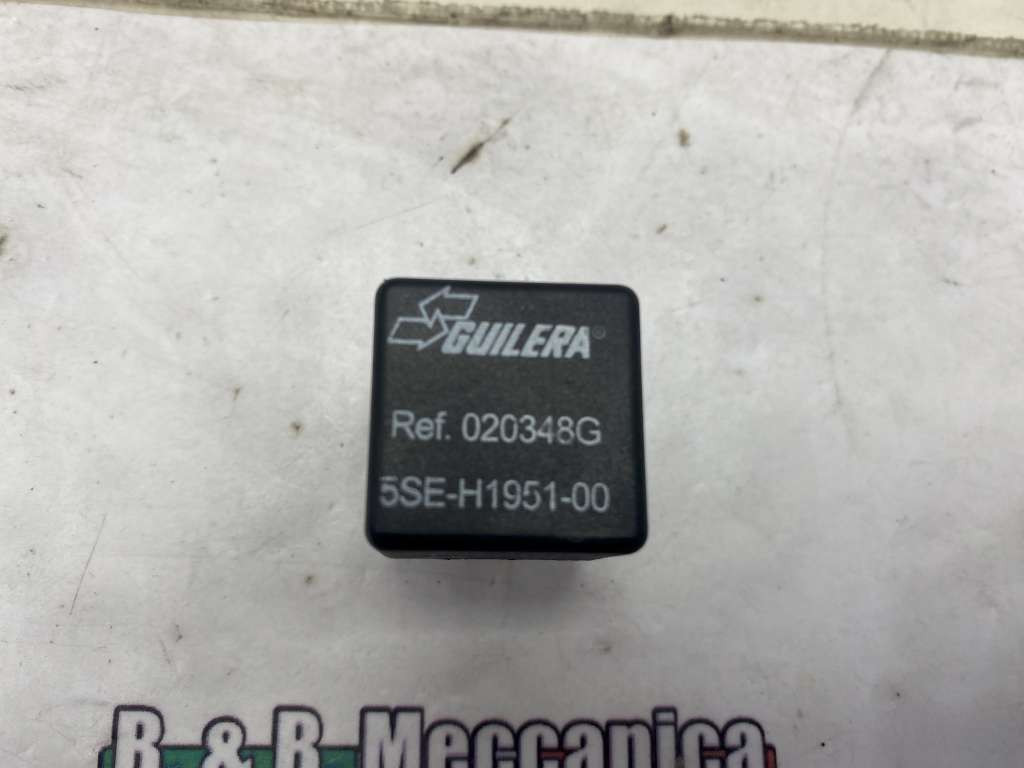 GUILERA®
Ref. 020348G
5SE-H1951-00
B & B Meccanica